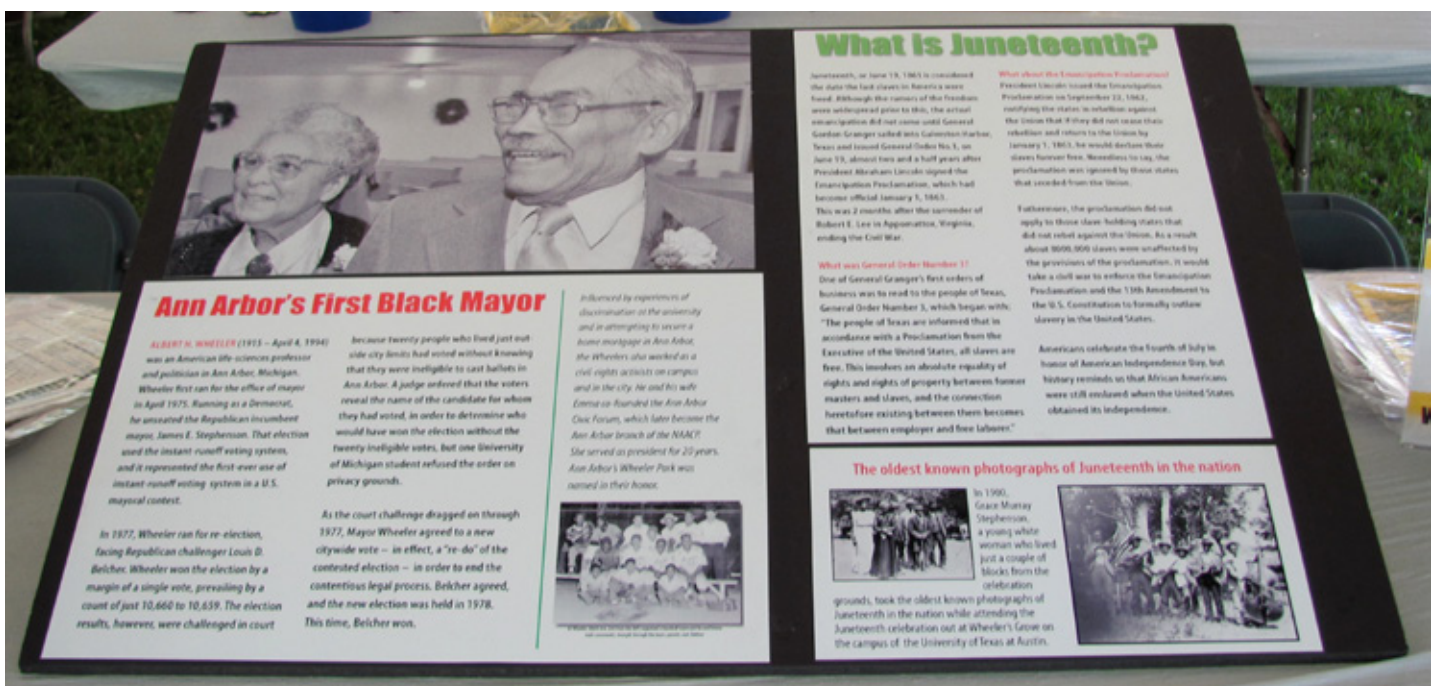 Ann Arbor's First Black Mayor
ALBERT H. WHEELER (1915 – April 4, 1994)
was an American life-sciences professor
and politician in Ann Arbor, Michigan.
Wheeler first ran for the office of mayor
in April 1975. Running as a Democrat,
he unseated the Republican incumbent
mayor, James E. Stephenson. That election
used the instant-runoff voting system,
and it represented the first-ever use of
instant-runoff voting system in a U.S.
mayoral contest.
In 1977, Wheeler ran for re-election,
facing Republican challenger Louis D.
Belcher. Wheeler won the election by a
margin of a single vote, prevailing by a
count of just 10,660 to 10,659. The election
results, however, were challenged in court
because twenty people who lived just out-
side city limits had voted without knowing
that they were ineligible to cast ballots in
Ann Arbor. A judge ordered that the voters
reveal the name of the candidate for whom
they had voted, in order to determine who
would have won the election without the
twenty ineligible votes, but one University
of Michigan student refused the order on
privacy grounds.
As the court challenge dragged on through
1977, Mayor Wheeler agreed to a new
citywide vote – in effect, a "re-do" of the
contested election – in order to end the
contentious legal process. Belcher agreed,
and the new election was held in 1978.
This time, Belcher won.
Influenced by experiences of
discrimination at the university
and in attempting to secure a
home mortgage in Ann Arbor,
the Wheelers also worked as a
civil rights activists on campus
and in the city. He and his wife
Emma co-founded the Ann Arbor
Civic Forum, which later became the
Ann Arbor branch of the NAACP.
She served as president for 20 years.
Ann Arbor's Wheeler Park was
named in their honor.
What is Juneteenth?
Juneteenth, or June 19, 1865 is considered
the date the last slaves in America were
freed. Although the rumors of the freedom
were widespread prior to this, the actual
emancipation did not come until General
Gordon Granger sailed into Galveston Harbor,
Texas and issued General Order No.3, on
June 19, almost two and a half years after
President Abraham Lincoln signed the
Emancipation Proclamation, which had
become official January 1, 1863.
This was 2 months after the surrender of
Robert E. Lee in Appomattox, Virginia,
ending the Civil War.
What was General Order Number 3?
One of General Granger's first orders of
business was to read to the people of Texas,
General Order Number 3, which began with:
"The people of Texas are informed that in
accordance with a Proclamation from the
Executive of the United States, all slaves are
free. This involves an absolute equality of
rights and rights of property between former
masters and slaves, and the connection
heretofore existing between them becomes
that between employer and free laborer."
What about the Emancipation Proclamation?
President Lincoln issued the Emancipation
Proclamation on September 22, 1862,
notifying the states in rebellion against
the Union that if they did not cease their
rebellion and return to the Union by
January 1, 1863, he would declare their
slaves forever free. Needless to say, the
proclamation was ignored by those states
that seceded from the Union.
Futhermore, the proclamation did not
apply to those slave-holding states that
did not rebel against the Union. As a result
about slaves were unaffected by
the provisions of the proclamation. It would
take a civil war to enforce the Emancipation
Proclamation and the 13th Amendment to
the U.S. Constitution to formally outlaw
slavery in the United States.
Americans celebrate the Fourth of July in
honor of American Independence Day, but
history reminds us that African Americans
were still enslaved when the United States
obtained its independence.
The oldest known photographs of Juneteenth in the nation
In 1900,
Grace Murray
Stephenson,
a young white
woman who lived
just a couple of
blocks from the
celebration
grounds, took the oldest known photographs of
Juneteenth in the nation while attending the
Juneteenth celebration out at Wheeler's Grove on
the campus of the University of Texas at Austin.